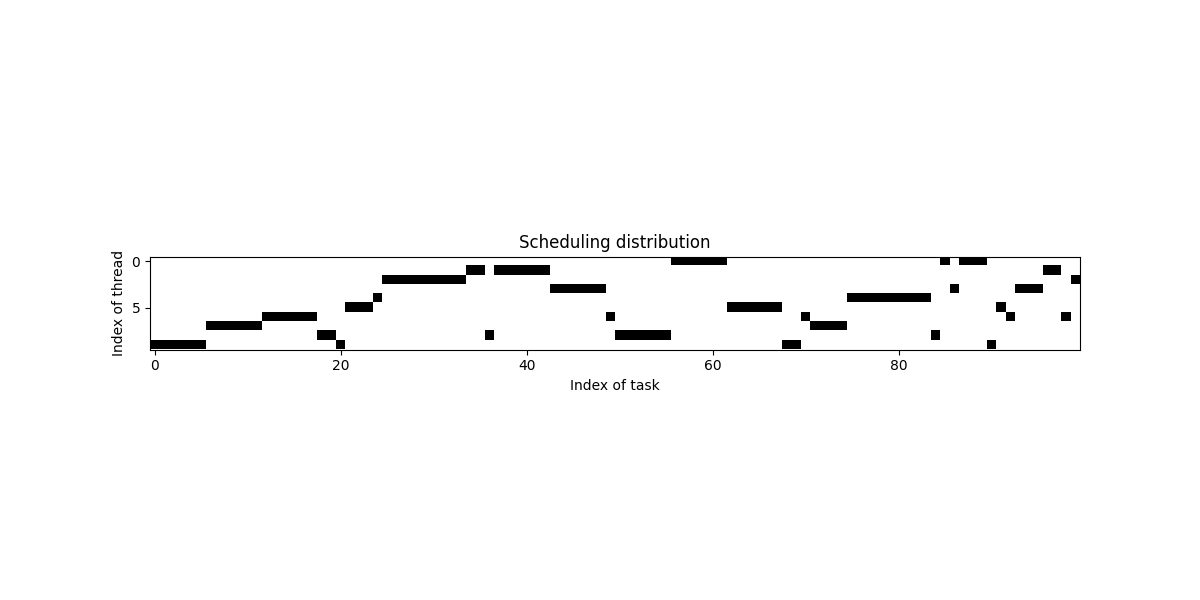 Scheduling distribution
Index of thread
0
5
0 20 40 60 80
Index of task